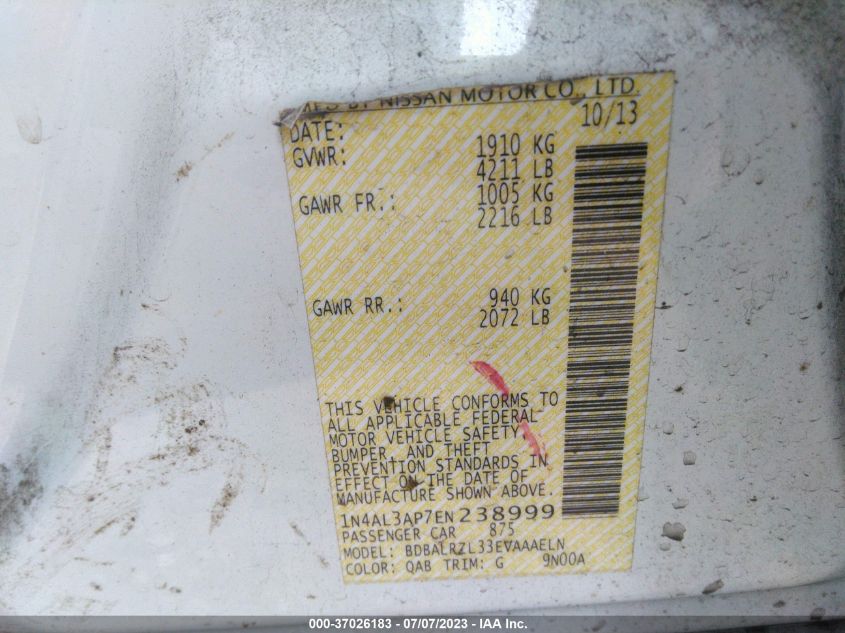 MFD BY NISSAN MOTOR CO., LTD.
DATE: 10/13
GVWR: 1910 KG
4211 LB
GAWR FR.: 1005 KG
2216 LB
GAWR RR.: 940 KG
2072 LB
THIS VEHICLE CONFORMS TO
ALL APPLICABLE FEDERAL
MOTOR VEHICLE SAFETY,
BUMPER, AND THEFT
PREVENTION STANDARDS IN
EFFECT ON THE DATE OF
MANUFACTURE SHOWN ABOVE.
1N4AL3AP7EN238999
PASSENGER CAR 875
MODEL: BDBALRZL33EVAAAELN
COLOR: QAB TRIM: G 9N00A
000-37026183 - 07/07/2023 - IAA Inc.